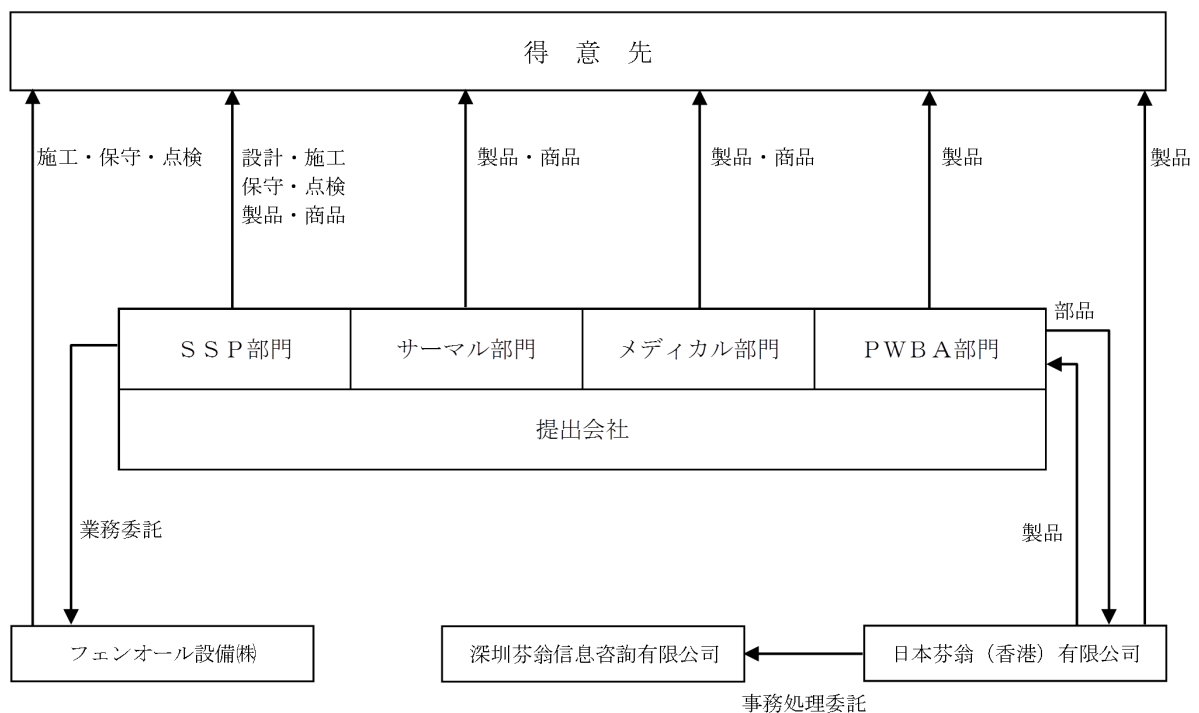 得 意 先
施工・保守・点検
設計・施工
保守・点検
製品・商品
製品・商品
製品・商品
製品
製品
部品
ＳＳＰ部門
サーマル部門
メディカル部門
ＰＷＢＡ部門
提出会社
業務委託
製品
フェンオール設備㈱
深圳芬翁信息咨詢有限公司
日本芬翁（香港）有限公司
事務処理委託